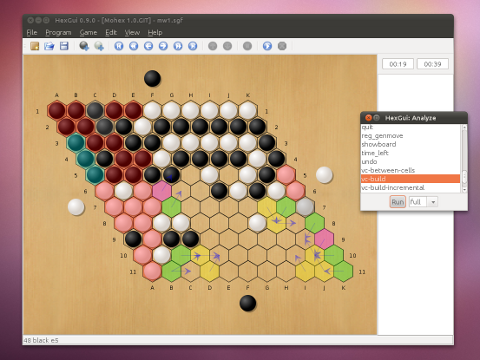 HexGui 0.9.0 - [Mohex 1.0.GIT] - mw1.sgf
File Program Game Edit View Help
00:19 00:39
A B C D E F G H I J K
1 1
2 2
3 3
4 4
5 5
6 6
7 7
8 8
9 9
10 10
11 11
A B C D E F G H I J K
HexGui: Analyze
quit
reg_genmove
showboard
time_left
undo
vc-between-cells
vc-build
vc-build-incremental
Run full
48 black e5